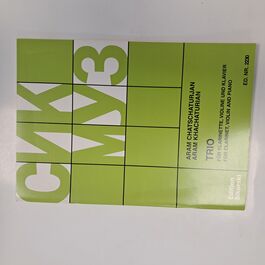 СИК
МУЗ
ARAM CHATSCHATURJAN
ARAM KHACHATURIAN
TRIO
FÜR KLARINETTE, VIOLINE UND KLAVIER
FOR CLARINET, VIOLIN AND PIANO
ED. NR. 2230
Edition
Sikorski